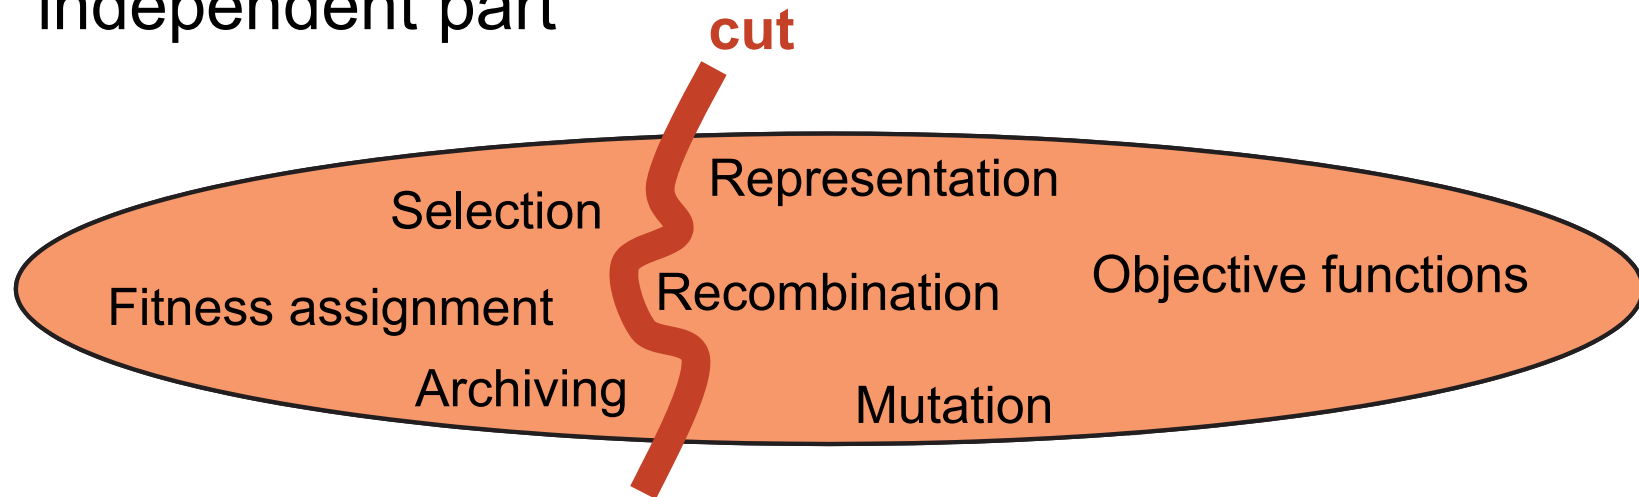 independent part
cut
Representation
Selection
Objective functions
Recombination
Fitness assignment
Archiving
Mutation